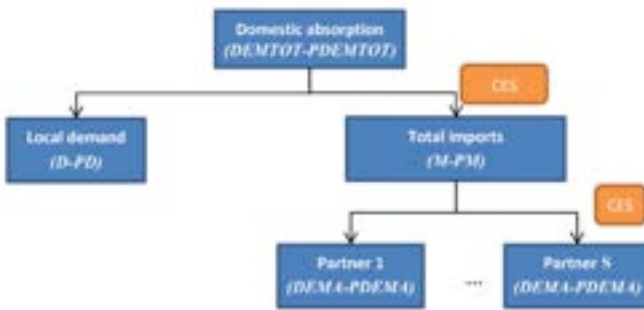 Domestic absorption
(DEMTOT-PDEMTOT)
CES
Local demand
(D-PD)
Total imports
(M-PM)
CES
Partner 1
(DEMA-PDEMA)
...
Partner S
(DEMA-PDEMA)